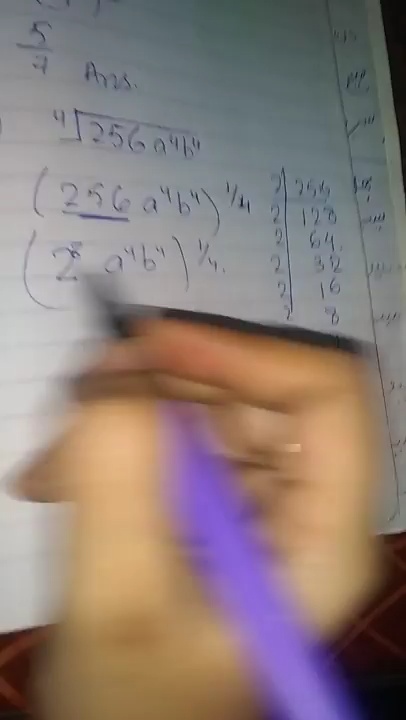 5/7 Ans.
∜256a⁴b⁴
(256 a⁴b⁴)^1/4
(2⁸ a⁴b⁴)^1/4.
2 | 256
2 | 128
2 | 64
2 | 32
2 | 16
2 8